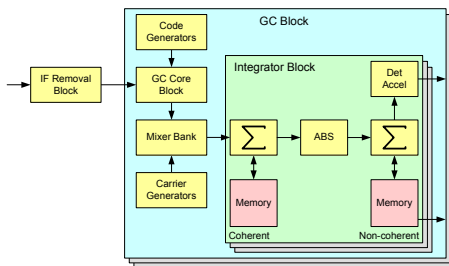 GC Block
Code
Generators
IF Removal
Block
GC Core
Block
Integrator Block
Det
Accel
Mixer Bank
Σ
ABS
Σ
Carrier
Generators
Memory
Memory
Coherent
Non-coherent